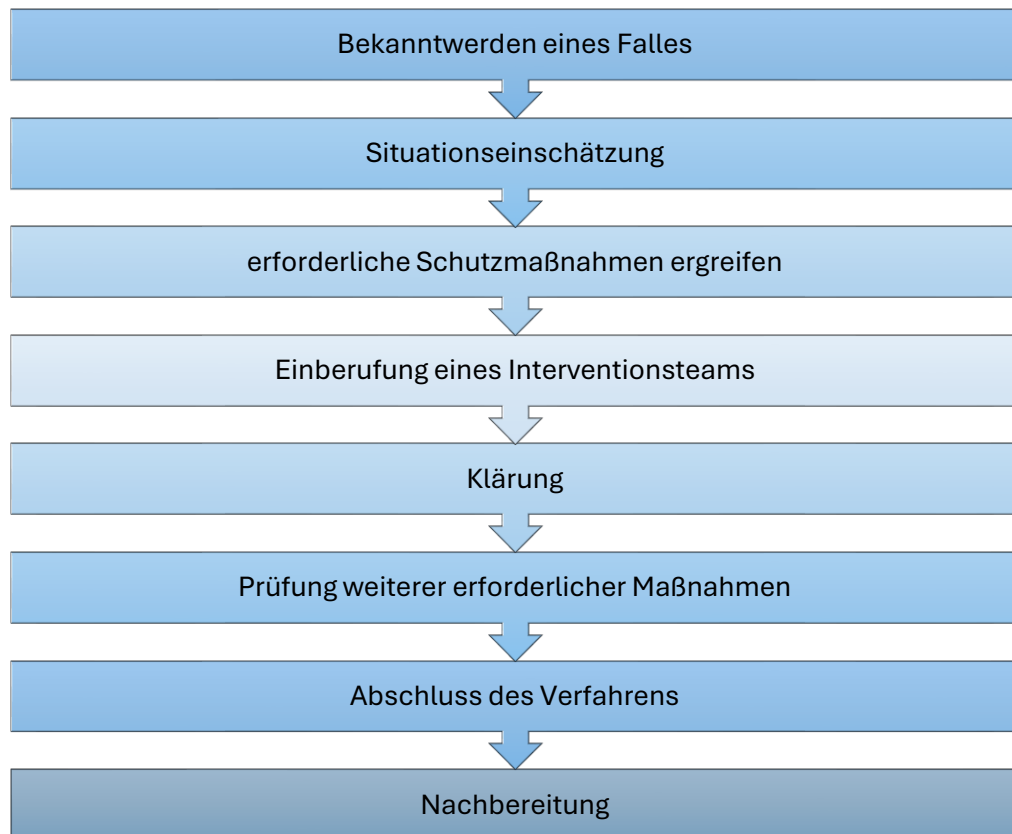 Bekanntwerden eines Falles
Situationseinschätzung
erforderliche Schutzmaßnahmen ergreifen
Einberufung eines Interventionsteams
Klärung
Prüfung weiterer erforderlicher Maßnahmen
Abschluss des Verfahrens
Nachbereitung